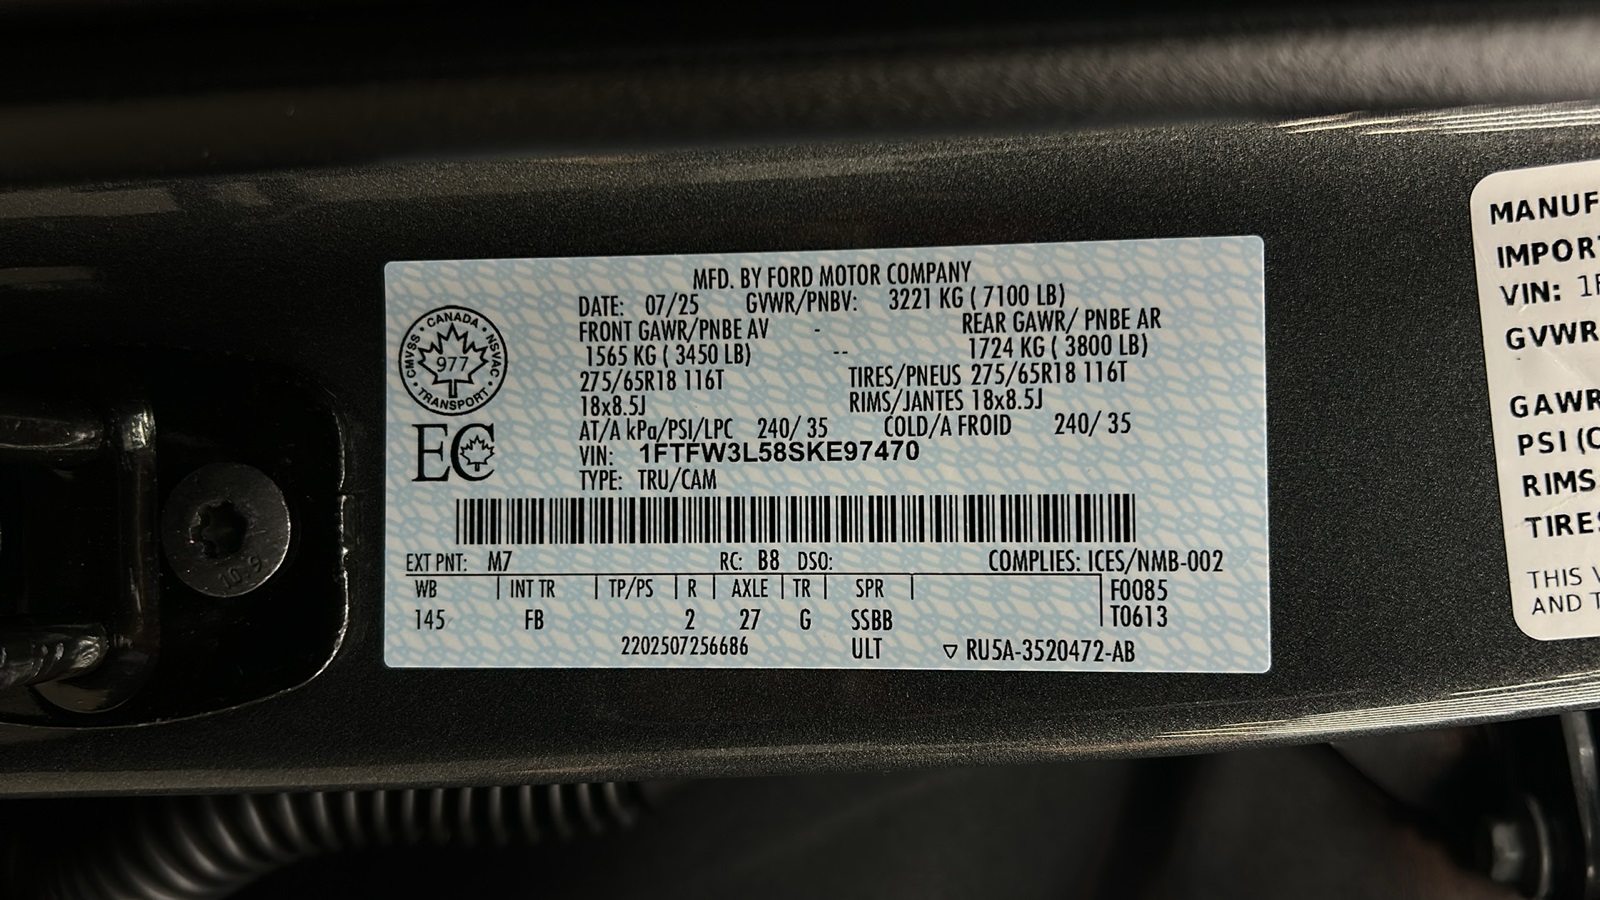 MFD. BY FORD MOTOR COMPANY
DATE: 07/25 GVWR/PNBV: 3221 KG ( 7100 LB)
FRONT GAWR/PNBE AV - REAR GAWR/ PNBE AR
1565 KG ( 3450 LB) -- 1724 KG ( 3800 LB)
275/65R18 116T TIRES/PNEUS 275/65R18 116T
18x8.5J RIMS/JANTES 18x8.5J
AT/A kPa/PSI/LPC 240/ 35 COLD/A FROID 240/ 35
VIN: 1FTFW3L58SKE97470
TYPE: TRU/CAM
CANADA
CMVSS 977 NSVAC
TRANSPORT
EC
EXT PNT: M7 RC: B8 DSO: COMPLIES: ICES/NMB-002
WB | INT TR | TP/PS | R | AXLE | TR | SPR | F0085
145 FB 2 27 G SSBB T0613
2202507256686 ULT ▽ RU5A-3520472-AB
10.9
MANUF
IMPOR
VIN: 1F
GVWR
GAWR
PSI (C
RIMS
TIRES
THIS V
AND T